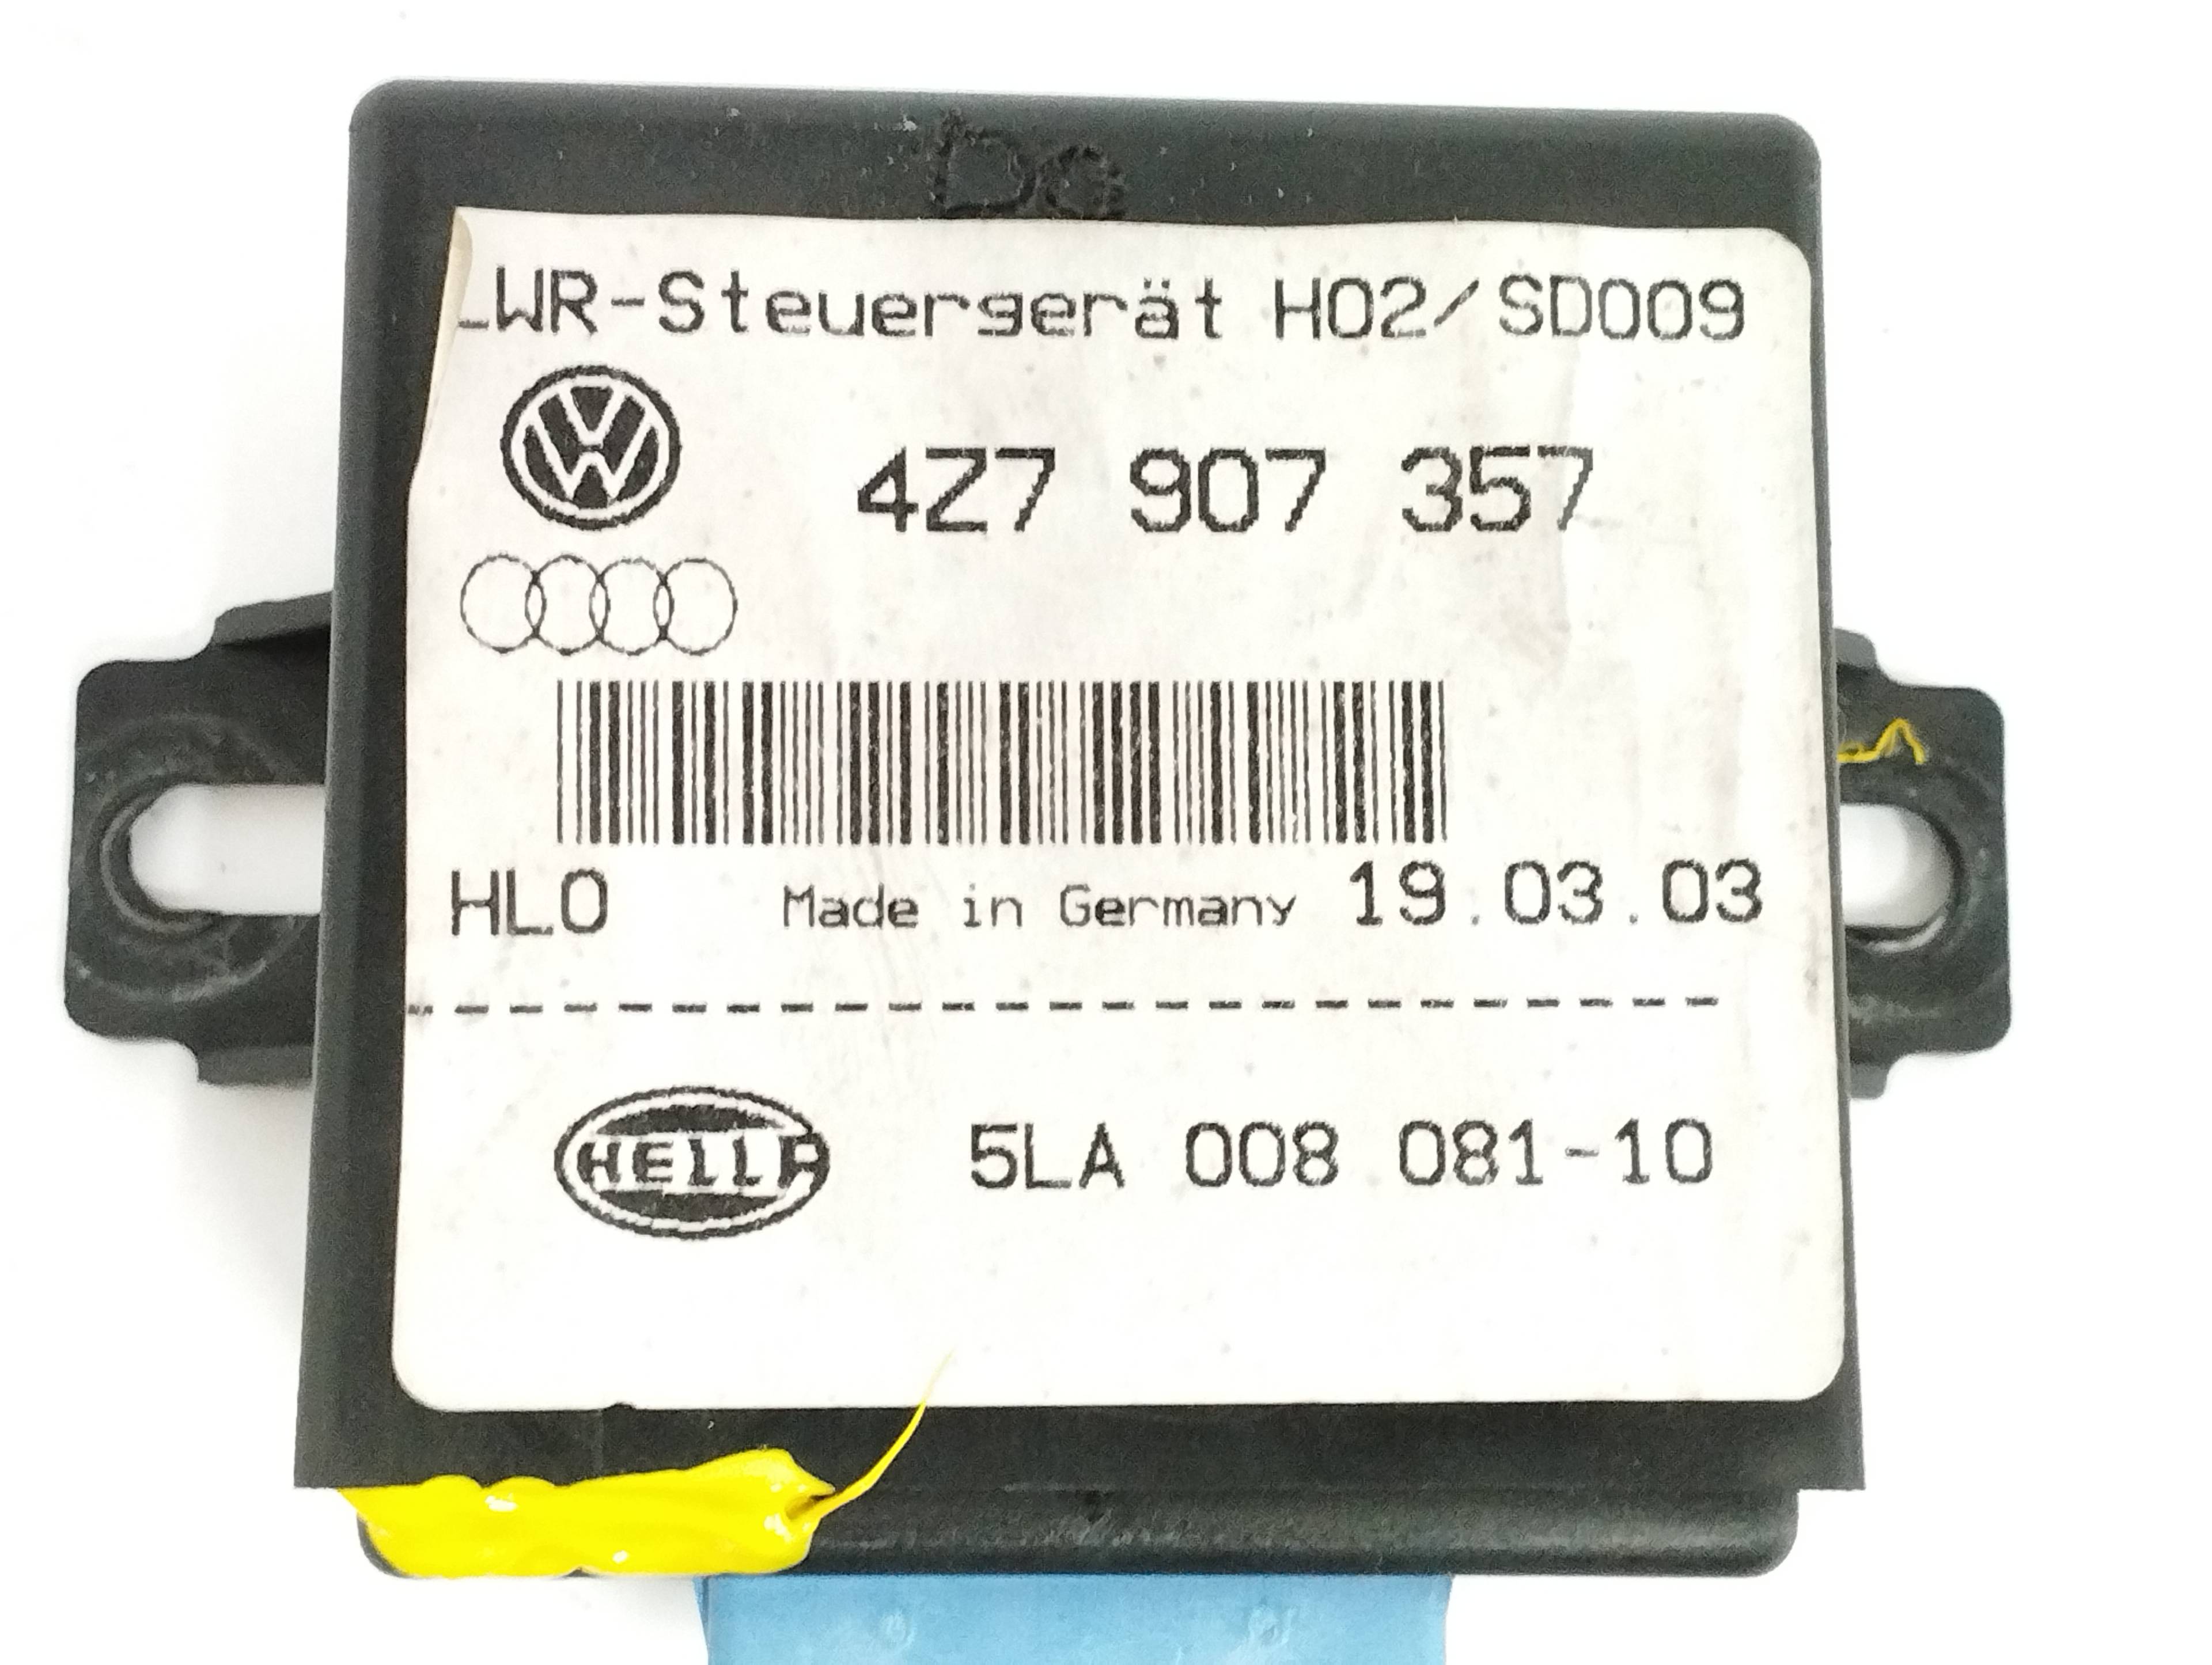 LWR-Steuergerät H02/SD009
4Z7 907 357
HLO Made in Germany 19.03.03
HELLA 5LA 008 081-10